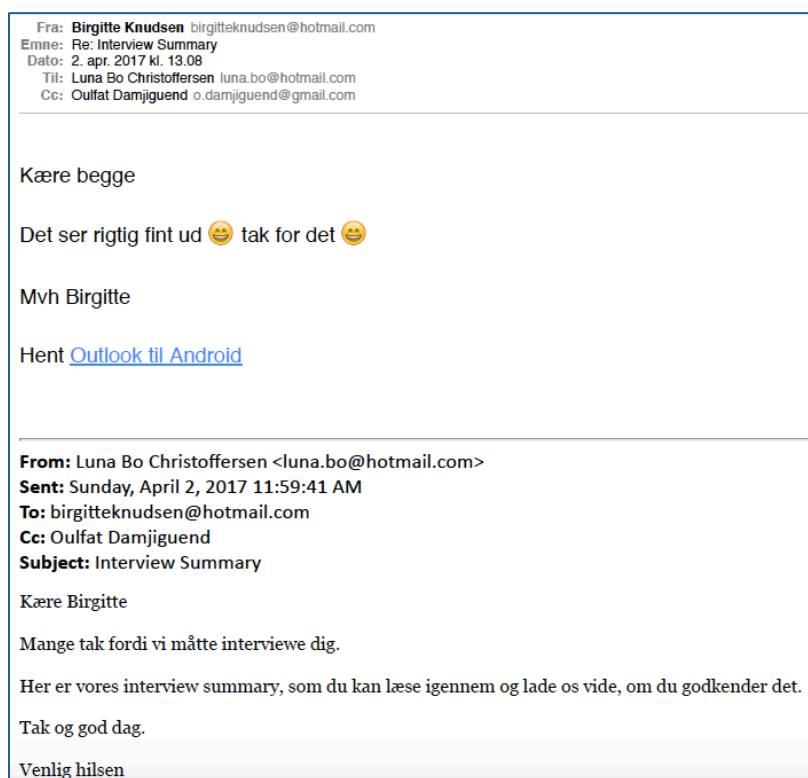 Fra: Birgitte Knudsen birgitteknudsen@hotmail.com
Emne: Re: Interview Summary
Dato: 2. apr. 2017 kl. 13.08
Til: Luna Bo Christoffersen luna.bo@hotmail.com
Cc: Oulfat Damjiguend o.damjiguend@gmail.com
Kære begge
Det ser rigtig fint ud 😄 tak for det 😄
Mvh Birgitte
Hent Outlook til Android
From: Luna Bo Christoffersen <luna.bo@hotmail.com>
Sent: Sunday, April 2, 2017 11:59:41 AM
To: birgitteknudsen@hotmail.com
Cc: Oulfat Damjiguend
Subject: Interview Summary
Kære Birgitte
Mange tak fordi vi måtte interviewe dig.
Her er vores interview summary, som du kan læse igennem og lade os vide, om du godkender det.
Tak og god dag.
Venlig hilsen